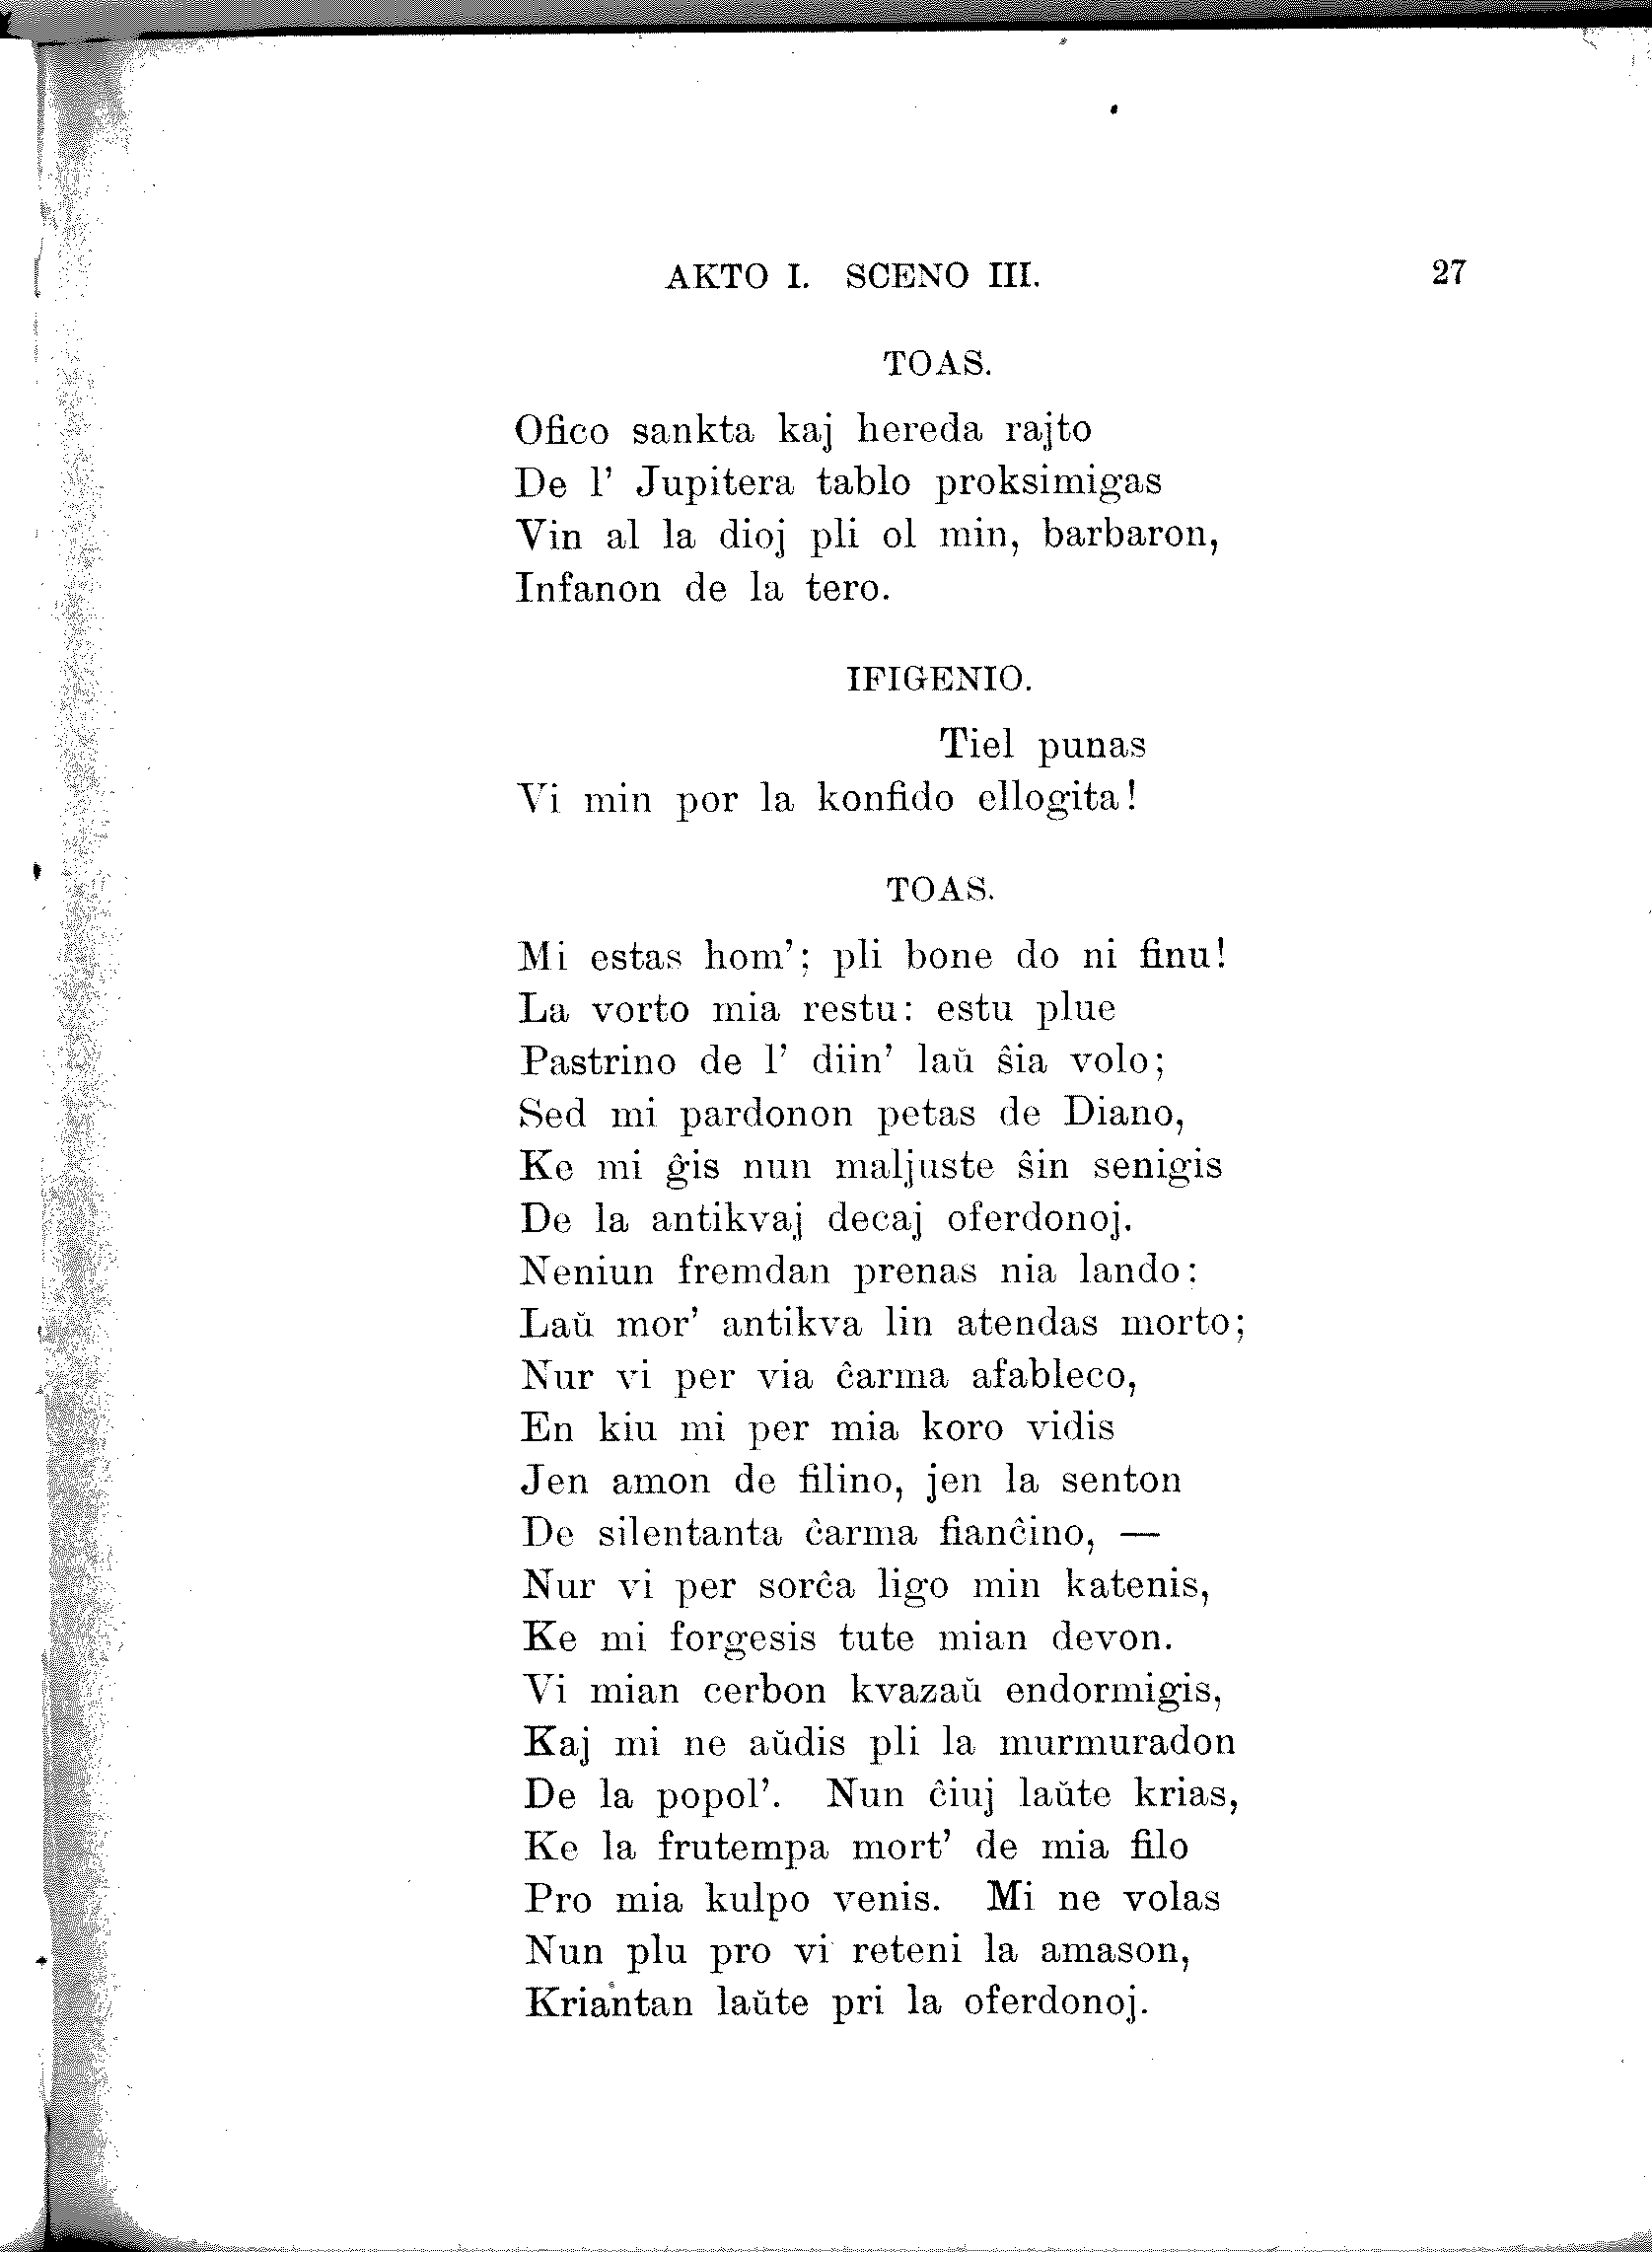 AKTO I. SCENO III. 27
TOAS.
Ofico sankta kaj hereda rajto
De l' Jupitera tablo proksimigas
Vin al la dioj pli ol min, barbaron,
Infanon de la tero.
IFIGENIO.
Tiel punas
Vi min por la konfido ellogita!
TOAS.
Mi estas hom'; pli bone do ni finu!
La vorto mia restu: estu plue
Pastrino de l' diin' laŭ ŝia volo;
Sed mi pardonon petas de Diano,
Ke mi ĝis nun maljuste ŝin senigis
De la antikvaj decaj oferdonoj.
Neniun fremdan prenas nia lando:
Laŭ mor' antikva lin atendas morto;
Nur vi per via ĉarma afableco,
En kiu mi per mia koro vidis
Jen amon de filino, jen la senton
De silentanta ĉarma fianĉino, —
Nur vi per sorĉa ligo min katenis,
Ke mi forgesis tute mian devon.
Vi mian cerbon kvazaŭ endormigis,
Kaj mi ne aŭdis pli la murmuradon
De la popol'. Nun ĉiuj laŭte krias,
Ke la frutempa mort' de mia filo
Pro mia kulpo venis. Mi ne volas
Nun plu pro vi reteni la amason,
Kriantan laŭte pri la oferdonoj.